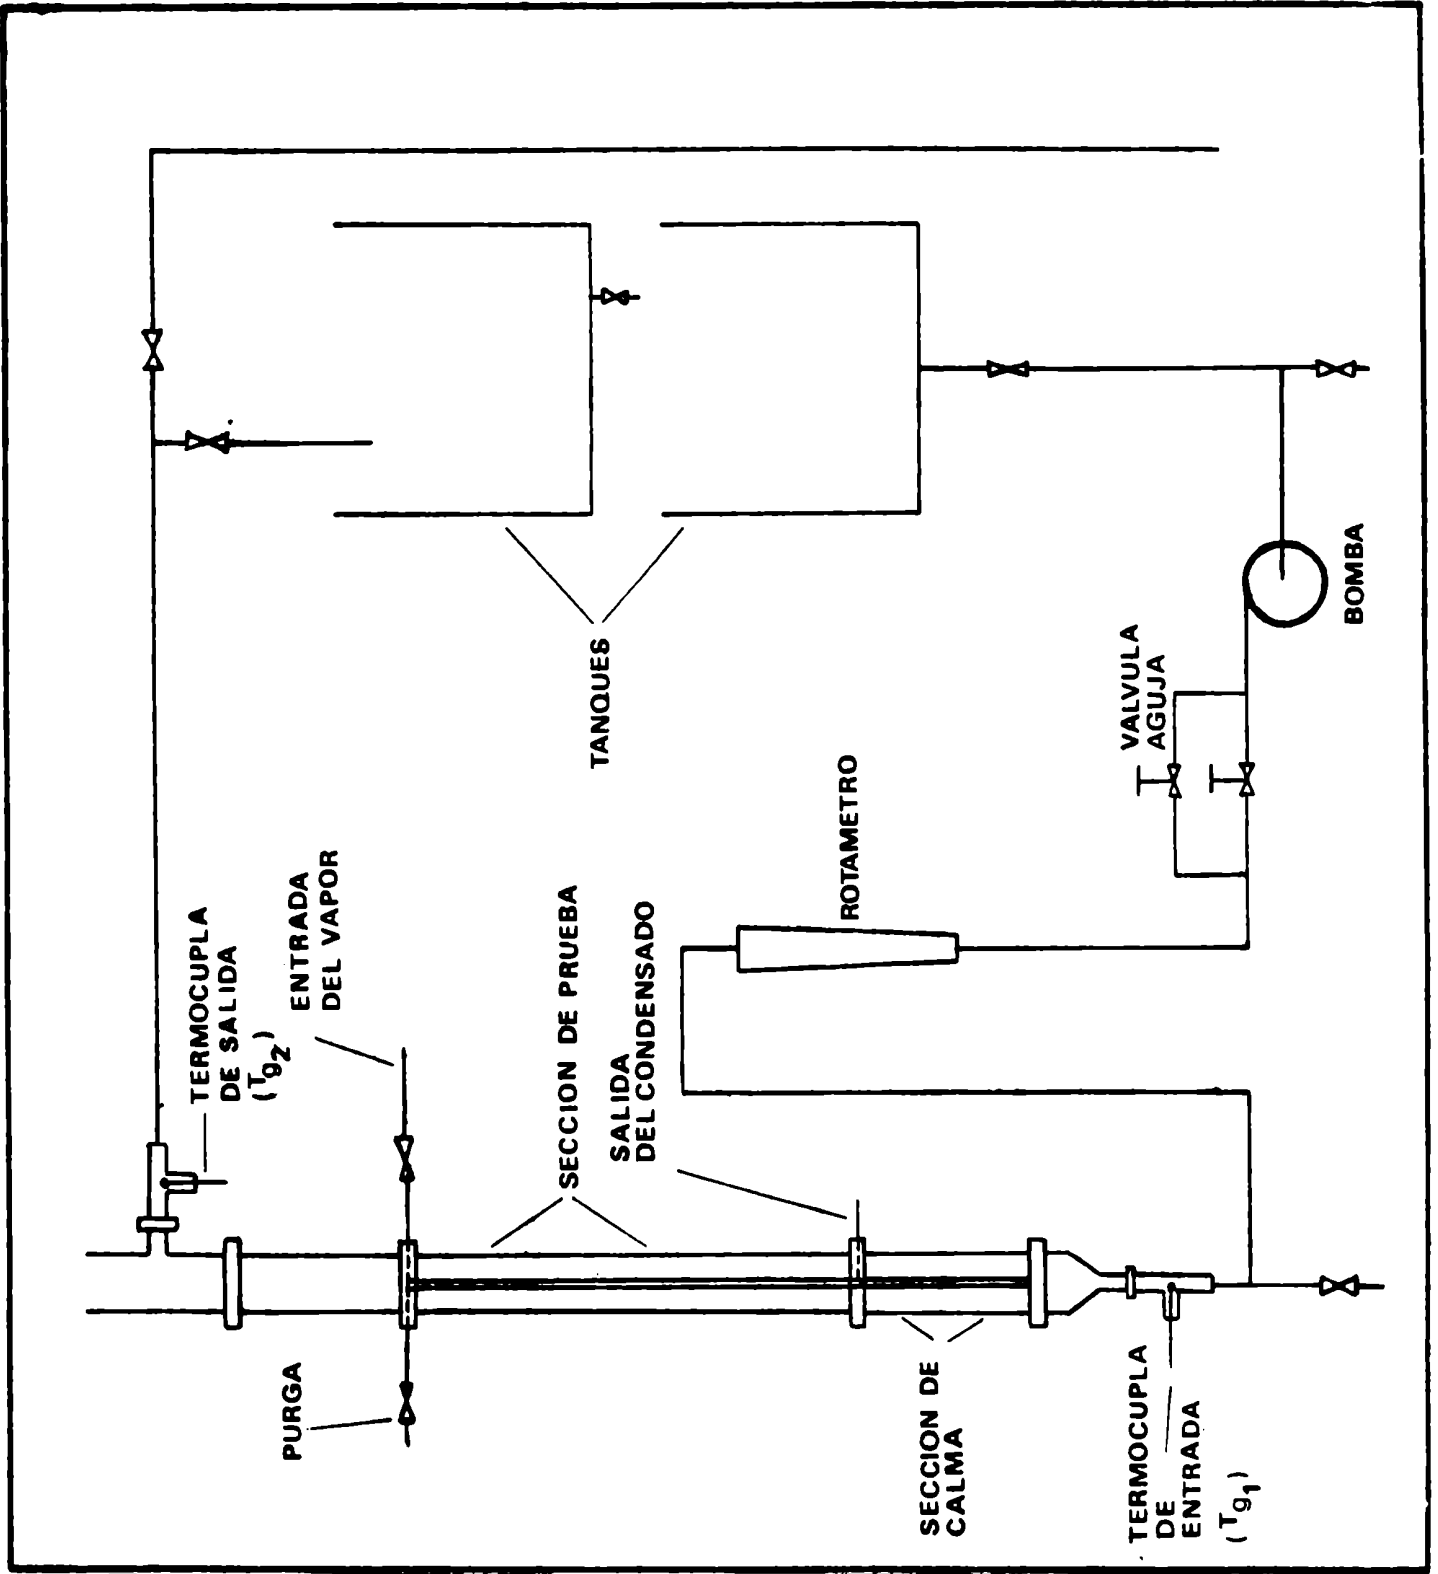 TERMOCUPLA
DE SALIDA
(Tg2)
ENTRADA
DEL VAPOR
PURGA
SECCION DE PRUEBA
SALIDA
DEL CONDENSADO
TANQUES
ROTAMETRO
VALVULA
AGUJA
BOMBA
SECCION DE
CALMA
TERMOCUPLA
DE
ENTRADA
(Tg1)